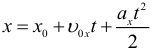 x = x₀ + υ₀ₓt + aₓt²/2